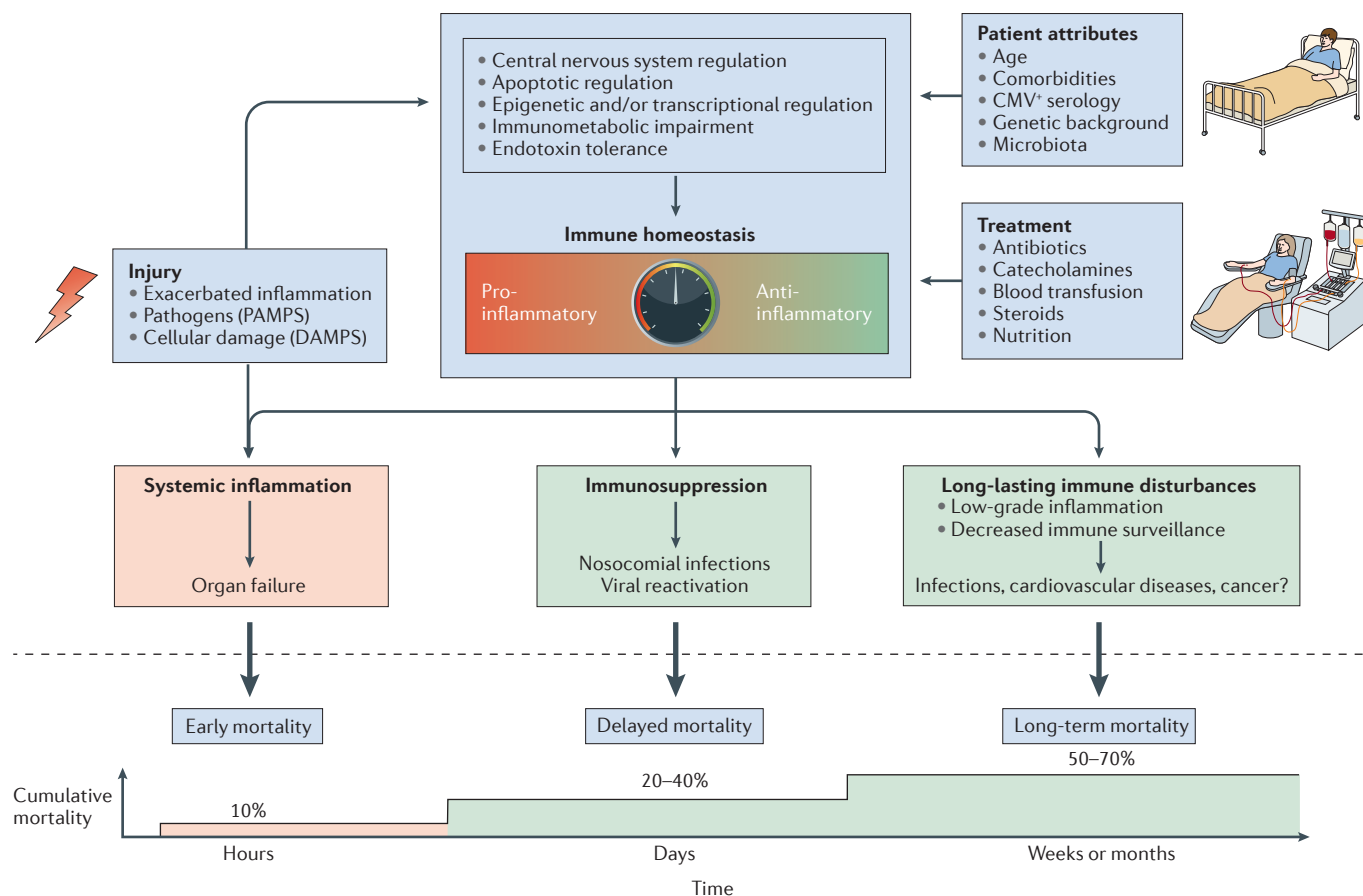 • Central nervous system regulation
• Apoptotic regulation
• Epigenetic and/or transcriptional regulation
• Immunometabolic impairment
• Endotoxin tolerance
Patient attributes
• Age
• Comorbidities
• CMV⁺ serology
• Genetic background
• Microbiota
Immune homeostasis
Pro-
inflammatory
Anti-
inflammatory
Treatment
• Antibiotics
• Catecholamines
• Blood transfusion
• Steroids
• Nutrition
Injury
• Exacerbated inflammation
• Pathogens (PAMPS)
• Cellular damage (DAMPS)
Systemic inflammation
Organ failure
Immunosuppression
Nosocomial infections
Viral reactivation
Long-lasting immune disturbances
• Low-grade inflammation
• Decreased immune surveillance
Infections, cardiovascular diseases, cancer?
Early mortality
Delayed mortality
Long-term mortality
Cumulative
mortality
10%
20–40%
50–70%
Hours
Days
Weeks or months
Time